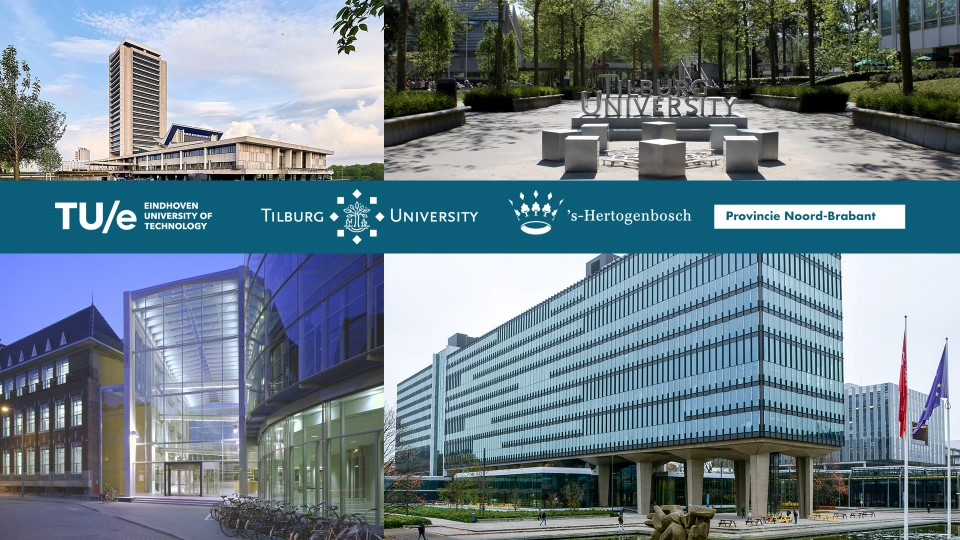 TILBURG
UNIVERSITY
TU/e EINDHOVEN
UNIVERSITY OF
TECHNOLOGY
TILBURG UNIVERSITY
's-Hertogenbosch
Provincie Noord-Brabant